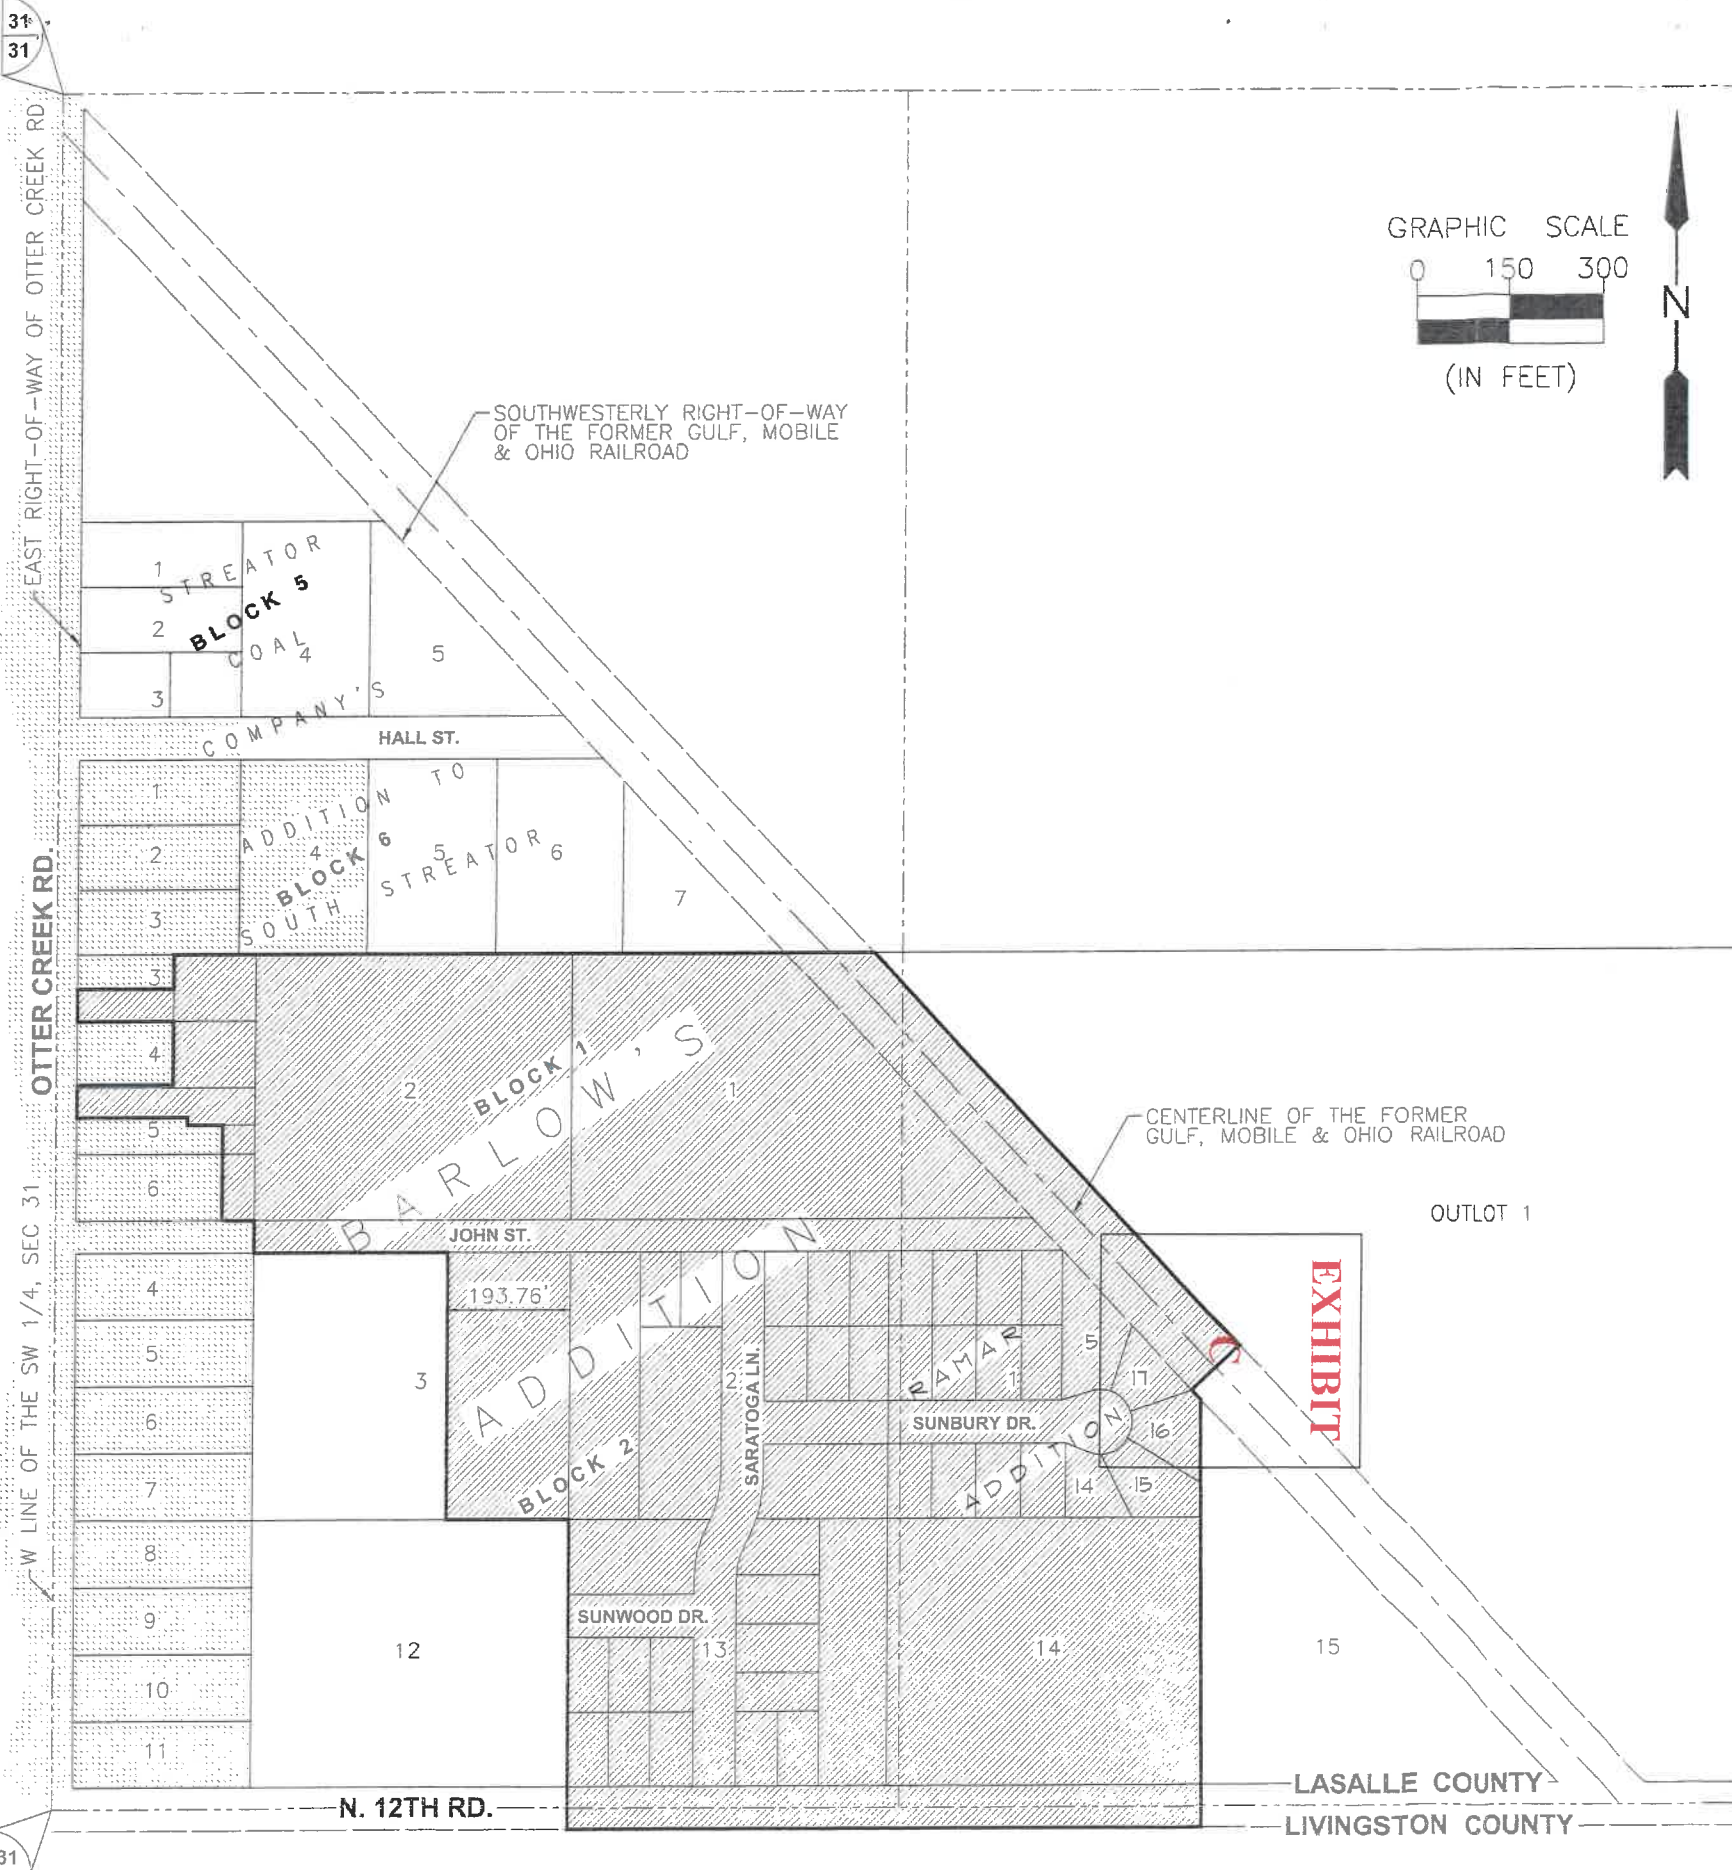 31
31
EAST RIGHT-OF-WAY OF OTTER CREEK RD
GRAPHIC SCALE
0 150 300
(IN FEET)
N
SOUTHWESTERLY RIGHT-OF-WAY
OF THE FORMER GULF, MOBILE
& OHIO RAILROAD
1
2
3
4
5
STREATOR
BLOCK 5
COAL
COMPANY'S
HALL ST.
1
2
3
4
5
6
7
ADDITION TO
BLOCK 6
SOUTH STREATOR
OTTER CREEK RD.
3
4
5
6
2
BLOCK 1
1
BARLOW'S
CENTERLINE OF THE FORMER
GULF, MOBILE & OHIO RAILROAD
OUTLOT 1
JOHN ST.
W LINE OF THE SW 1/4, SEC 31
4
5
6
7
8
9
10
11
3
193.76'
ADDITION
BLOCK 2
2
SARATOGA LN.
RAMAR
1
5
17
SUNBURY DR.
ADDITION
16
14
15
EXHIBIT
C
SUNWOOD DR.
12
13
14
15
N. 12TH RD.
LASALLE COUNTY
LIVINGSTON COUNTY
31